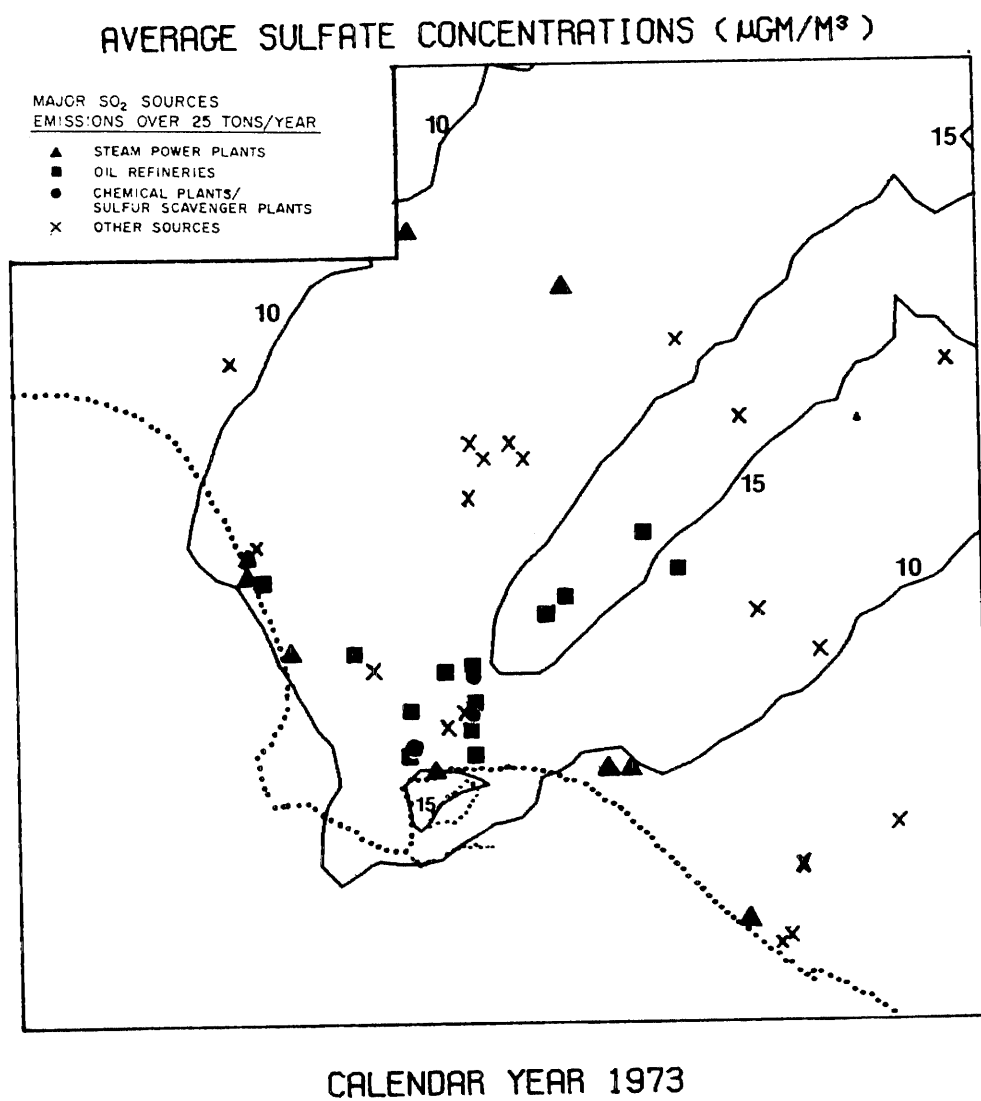 AVERAGE SULFATE CONCENTRATIONS (µGM/M³)
MAJOR SO₂ SOURCES
EMISSIONS OVER 25 TONS/YEAR
STEAM POWER PLANTS
OIL REFINERIES
CHEMICAL PLANTS/
SULFUR SCAVENGER PLANTS
OTHER SOURCES
10
15
10
15
10
15
CALENDAR YEAR 1973